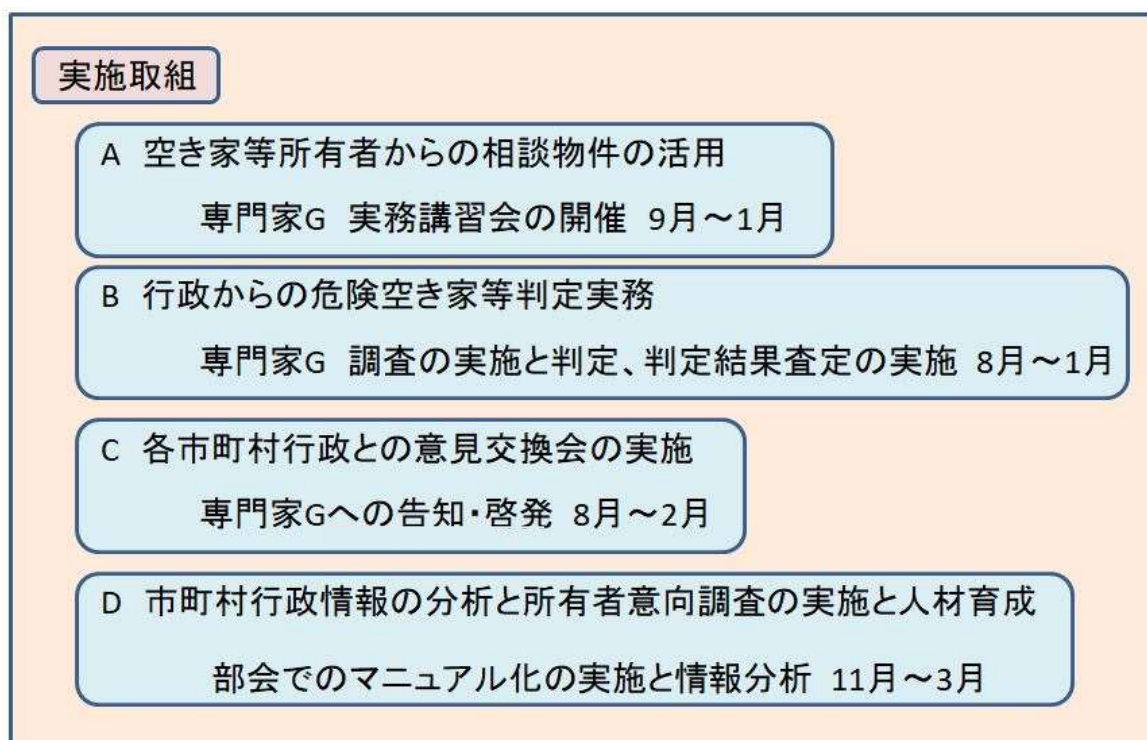 実施取組
A 空き家等所有者からの相談物件の活用
専門家G 実務講習会の開催 9月～1月
B 行政からの危険空き家等判定実務
専門家G 調査の実施と判定、判定結果査定の実施 8月～1月
C 各市町村行政との意見交換会の実施
専門家Gへの告知・啓発 8月～2月
D 市町村行政情報の分析と所有者意向調査の実施と人材育成
部会でのマニュアル化の実施と情報分析 11月～3月